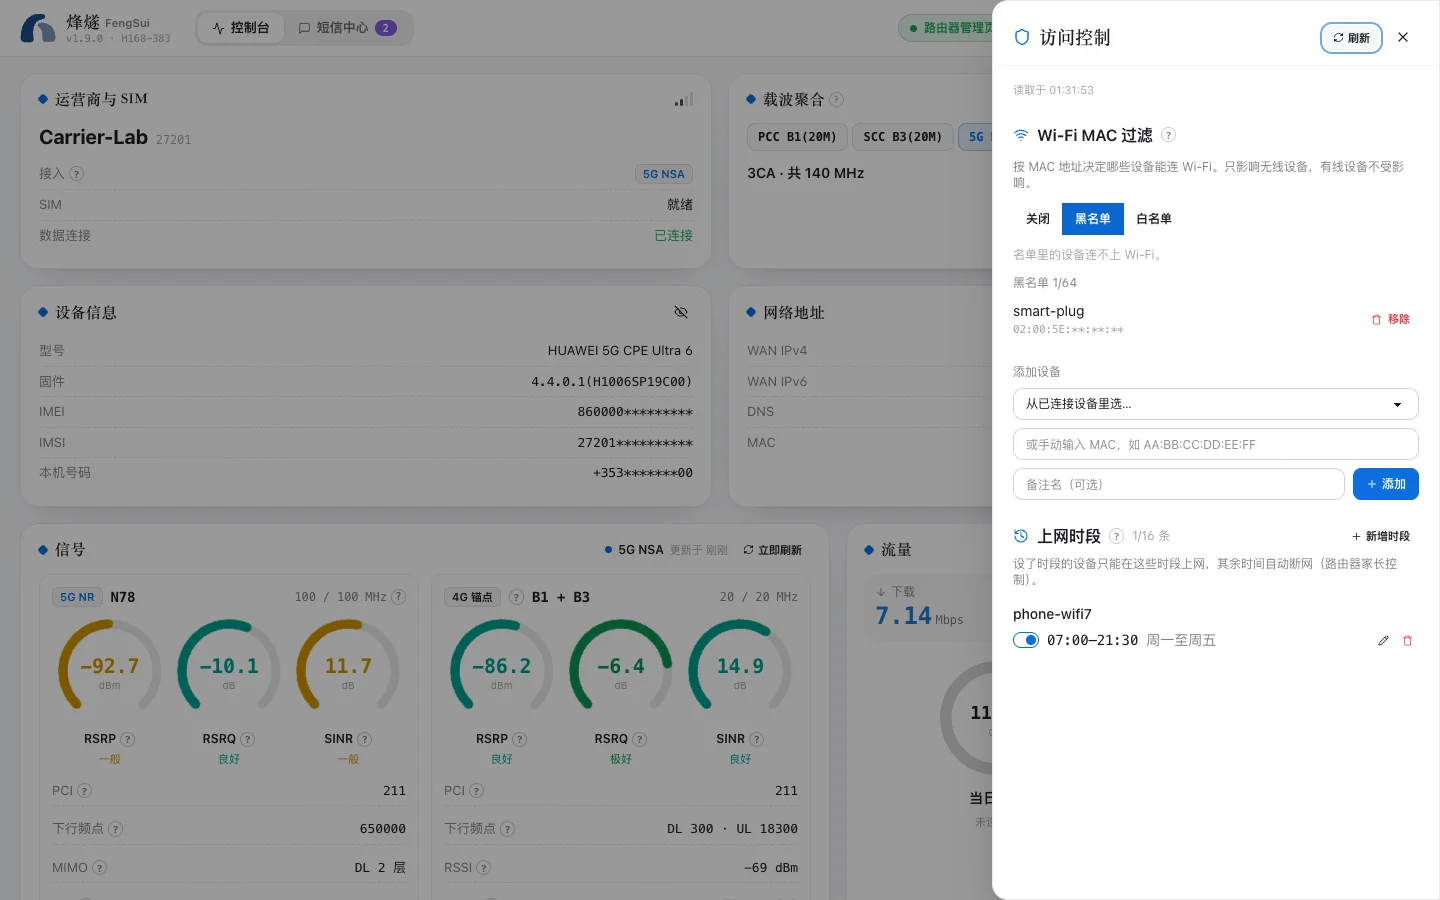 烽燧 FengSui
v1.9.0 · H168-383
控制台
短信中心 2
路由器管理页
运营商与 SIM
Carrier-Lab 27201
接入 ?
5G NSA
SIM
就绪
数据连接
已连接
载波聚合 ?
PCC B1(20M)
SCC B3(20M)
5G
3CA · 共 140 MHz
设备信息
型号
HUAWEI 5G CPE Ultra 6
固件
4.4.0.1(H1006SP19C00)
IMEI
860000*********
IMSI
27201**********
本机号码
+353*******00
网络地址
WAN IPv4
WAN IPv6
DNS
MAC
信号
5G NSA 更新于 刚刚
立即刷新
5G NR N78
100 / 100 MHz ?
-92.7
dBm
RSRP ?
一般
-10.1
dB
RSRQ ?
良好
11.7
dB
SINR ?
一般
PCI ?
211
下行频点 ?
650000
MIMO ?
DL 2 层
4G 锚点 ? B1 + B3
20 / 20 MHz
-86.2
dBm
RSRP ?
良好
-6.4
dB
RSRQ ?
极好
14.9
dB
SINR ?
良好
PCI ?
211
下行频点 ?
DL 300 · UL 18300
RSSI ?
-69 dBm
流量
↓ 下载
7.14 Mbps
11
当日
访问控制
刷新
读取于 01:31:53
Wi-Fi MAC 过滤 ?
按 MAC 地址决定哪些设备能连 Wi-Fi。只影响无线设备，有线设备不受影
响。
关闭
黑名单
白名单
名单里的设备连不上 Wi-Fi。
黑名单 1/64
smart-plug
02:00:5E:**:**:**
移除
添加设备
从已连接设备里选…
或手动输入 MAC，如 AA:BB:CC:DD:EE:FF
备注名（可选）
+ 添加
上网时段 ? 1/16 条
+ 新增时段
设了时段的设备只能在这些时段上网，其余时间自动断网（路由器家长控
制）。
phone-wifi7
07:00–21:30 周一至周五